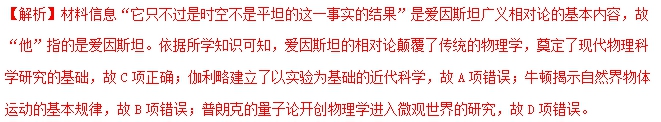 【解析】材料信息“它只不过是时空不是平坦的这一事实的结果”是爱因斯坦广义相对论的基本内容，故
“他”指的是爱因斯坦。依据所学知识可知，爱因斯坦的相对论颠覆了传统的物理学，奠定了现代物理科
学研究的基础，故 C 项正确；伽利略建立了以实验为基础的近代科学，故 A 项错误；牛顿揭示自然界物体
运动的基本规律，故 B 项错误；普朗克的量子论开创物理学进入微观世界的研究，故 D 项错误。